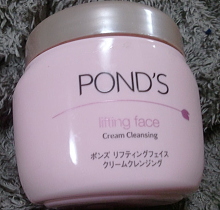 POND'S
lifting face
Cream Cleansing
ポンズ リフティングフェイス
クリームクレンジング